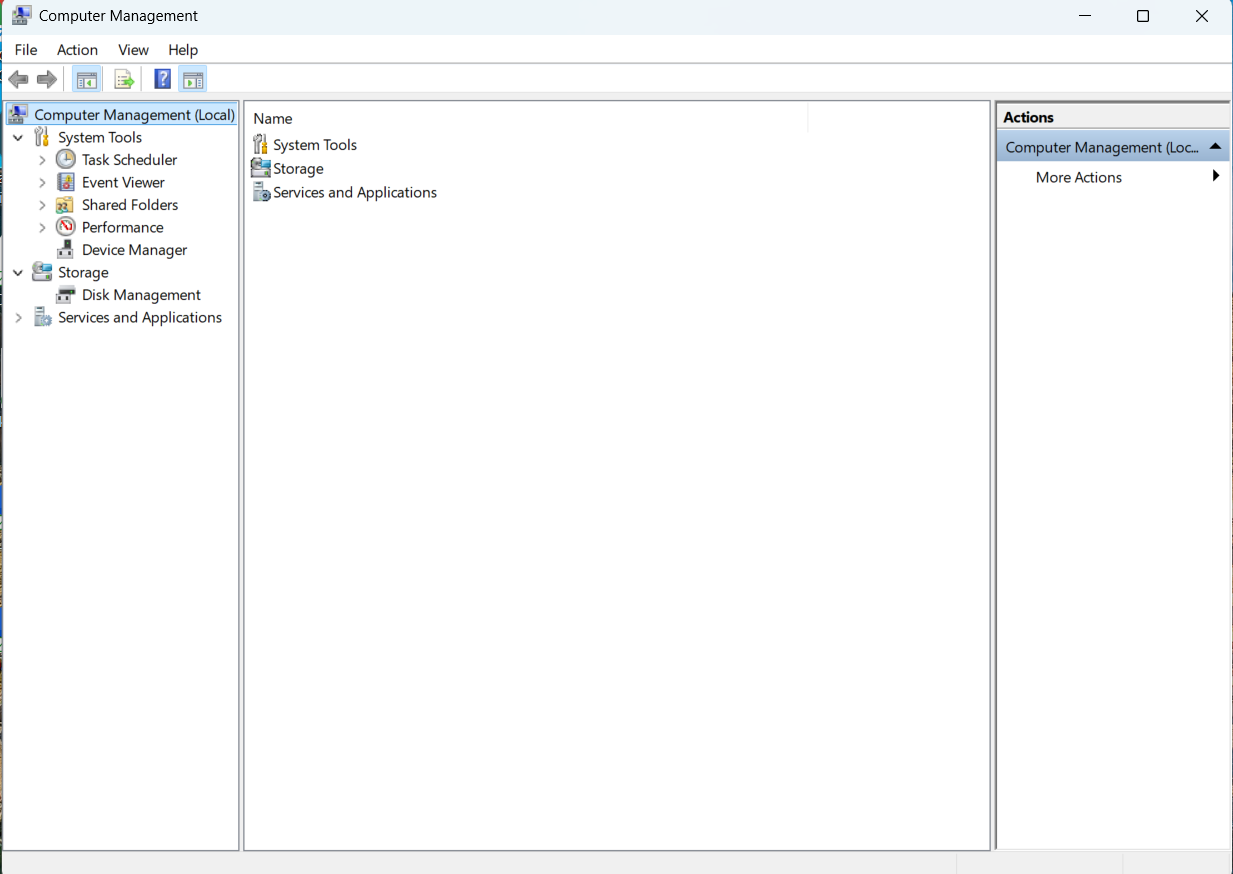 Computer Management
File Action View Help
Computer Management (Local)
System Tools
Task Scheduler
Event Viewer
Shared Folders
Performance
Device Manager
Storage
Disk Management
Services and Applications
Name
System Tools
Storage
Services and Applications
Actions
Computer Management (Loc...
More Actions